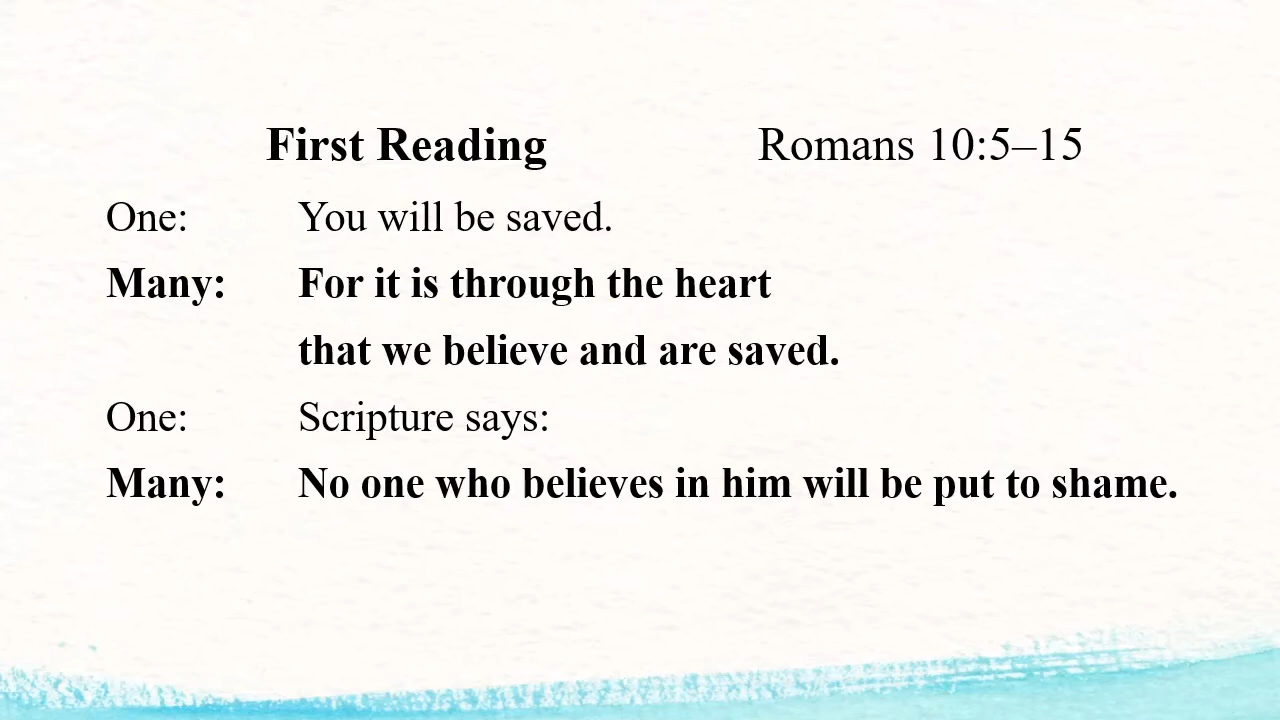 First Reading Romans 10:5–15
One: You will be saved.
Many: For it is through the heart
that we believe and are saved.
One: Scripture says:
Many: No one who believes in him will be put to shame.